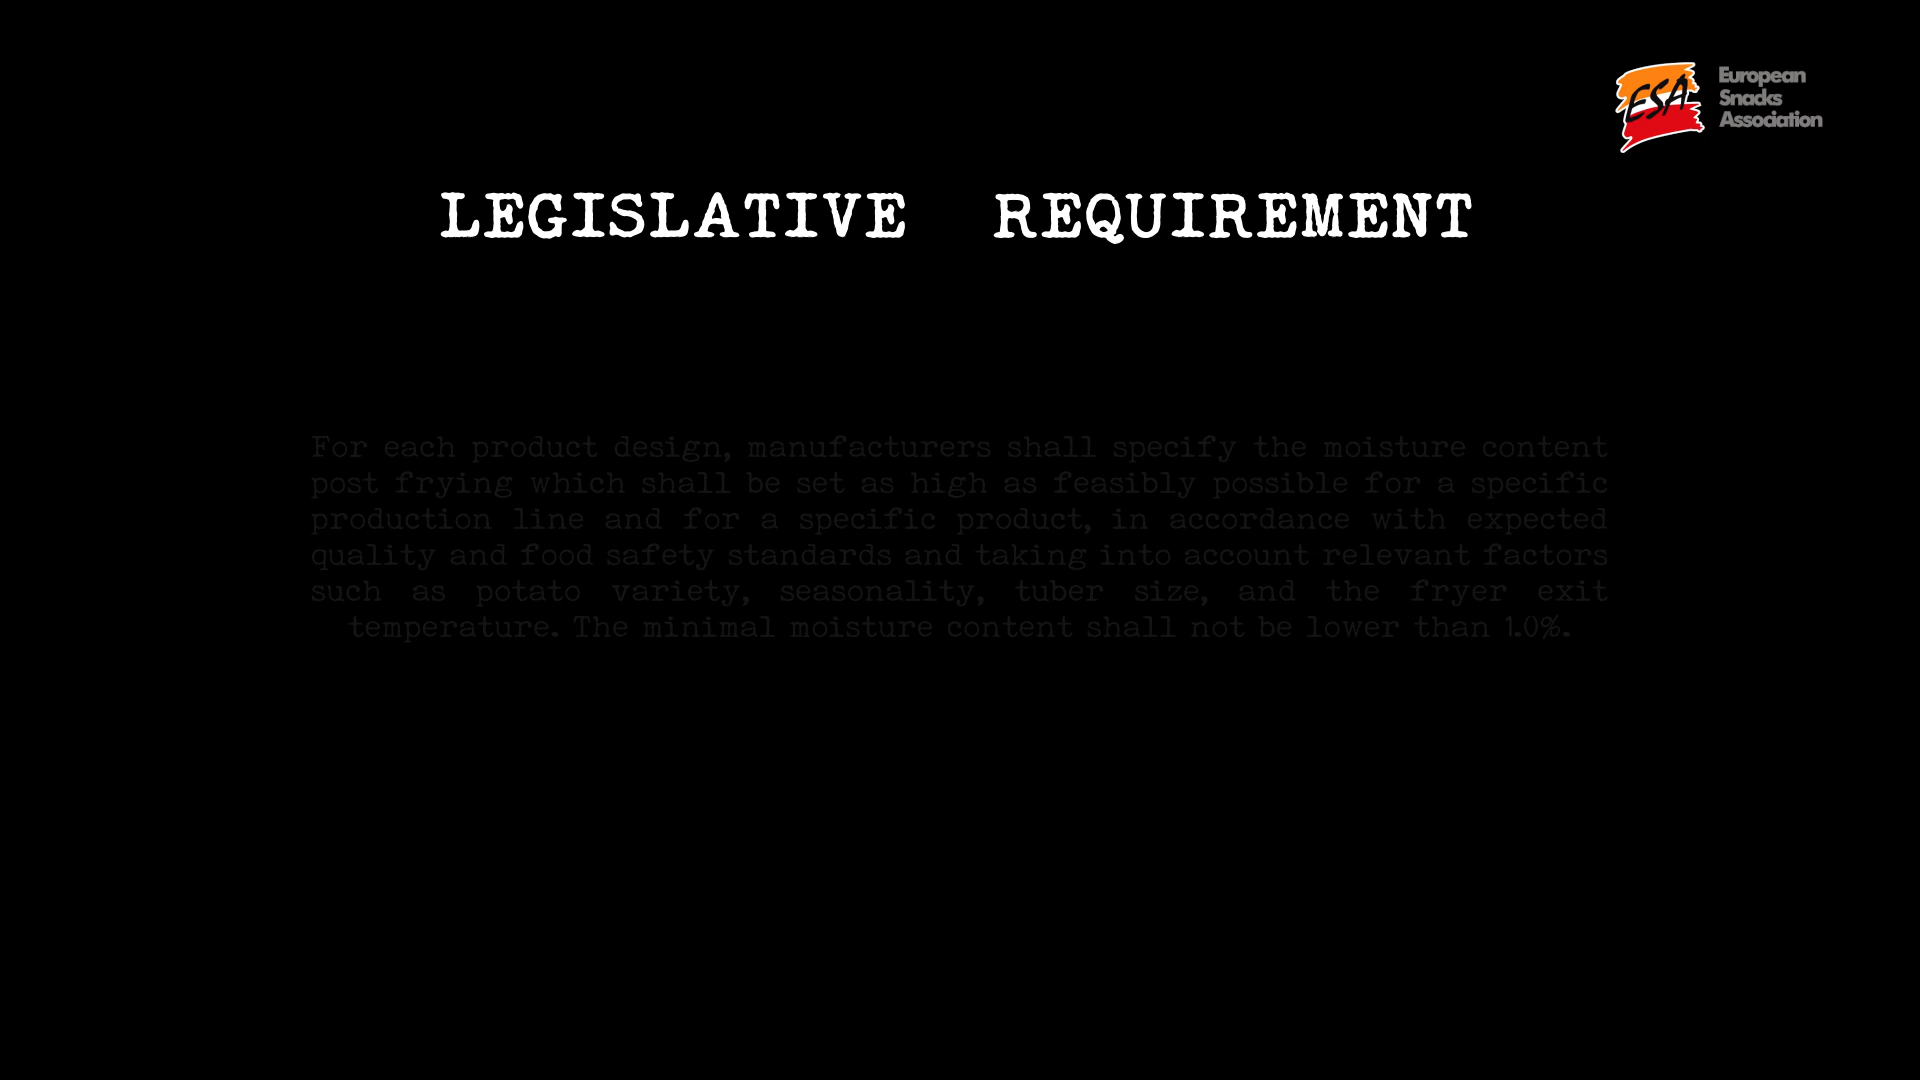 ESA
European
Snacks
Association
LEGISLATIVE REQUIREMENT
For each product design, manufacturers shall specify the moisture content
post frying which shall be set as high as feasibly possible for a specific
production line and for a specific product, in accordance with expected
quality and food safety standards and taking into account relevant factors
such as potato variety, seasonality, tuber size, and the fryer exit
temperature. The minimal moisture content shall not be lower than 1.0%.